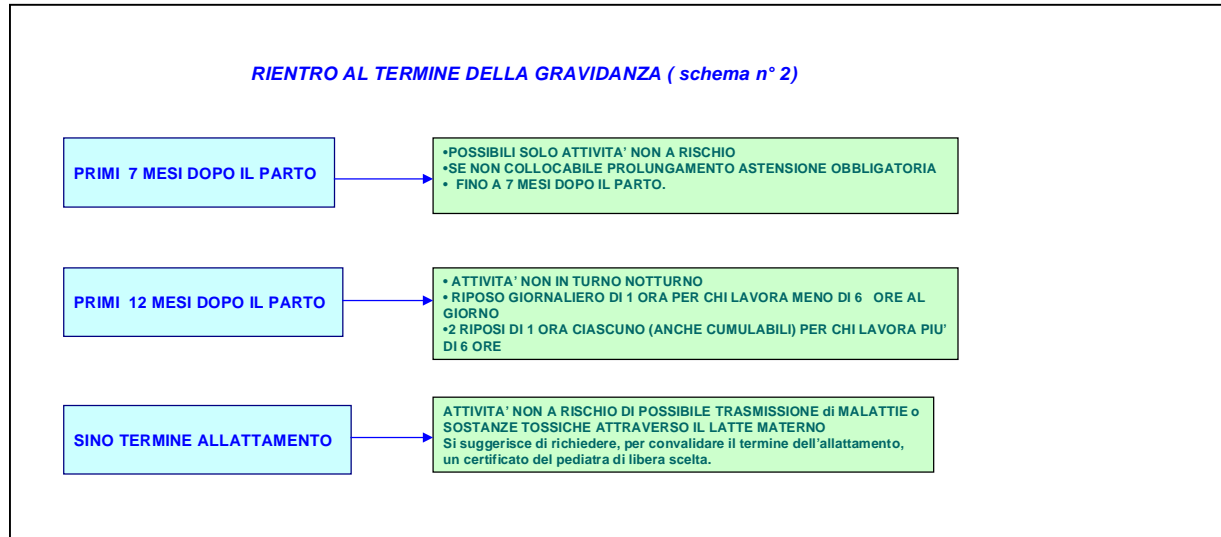 RIENTRO AL TERMINE DELLA GRAVIDANZA ( schema n° 2)
PRIMI 7 MESI DOPO IL PARTO
•POSSIBILI SOLO ATTIVITA' NON A RISCHIO
•SE NON COLLOCABILE PROLUNGAMENTO ASTENSIONE OBBLIGATORIA
• FINO A 7 MESI DOPO IL PARTO.
PRIMI 12 MESI DOPO IL PARTO
• ATTIVITA' NON IN TURNO NOTTURNO
• RIPOSO GIORNALIERO DI 1 ORA PER CHI LAVORA MENO DI 6 ORE AL
GIORNO
•2 RIPOSI DI 1 ORA CIASCUNO (ANCHE CUMULABILI) PER CHI LAVORA PIU'
DI 6 ORE
SINO TERMINE ALLATTAMENTO
ATTIVITA' NON A RISCHIO DI POSSIBILE TRASMISSIONE di MALATTIE o
SOSTANZE TOSSICHE ATTRAVERSO IL LATTE MATERNO
Si suggerisce di richiedere, per convalidare il termine dell'allattamento,
un certificato del pediatra di libera scelta.